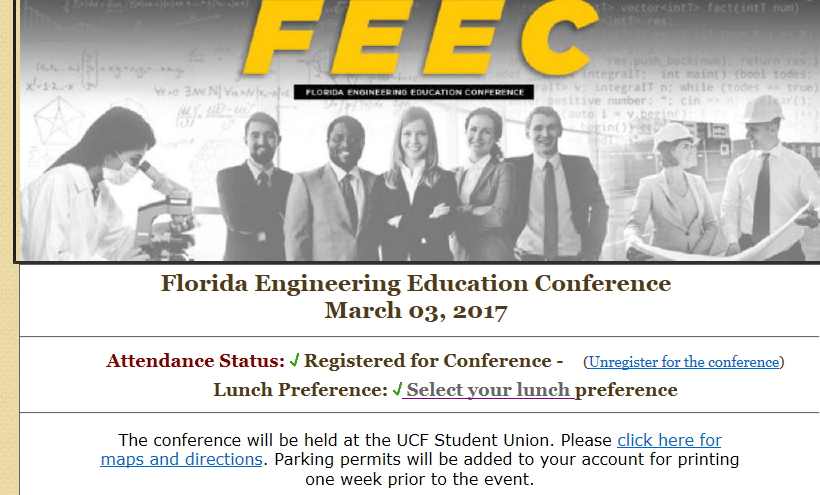 FEEC
FLORIDA ENGINEERING EDUCATION CONFERENCE
Florida Engineering Education Conference
March 03, 2017
Attendance Status: √ Registered for Conference - (Unregister for the conference)
Lunch Preference: √ Select your lunch preference
The conference will be held at the UCF Student Union. Please click here for
maps and directions. Parking permits will be added to your account for printing
one week prior to the event.